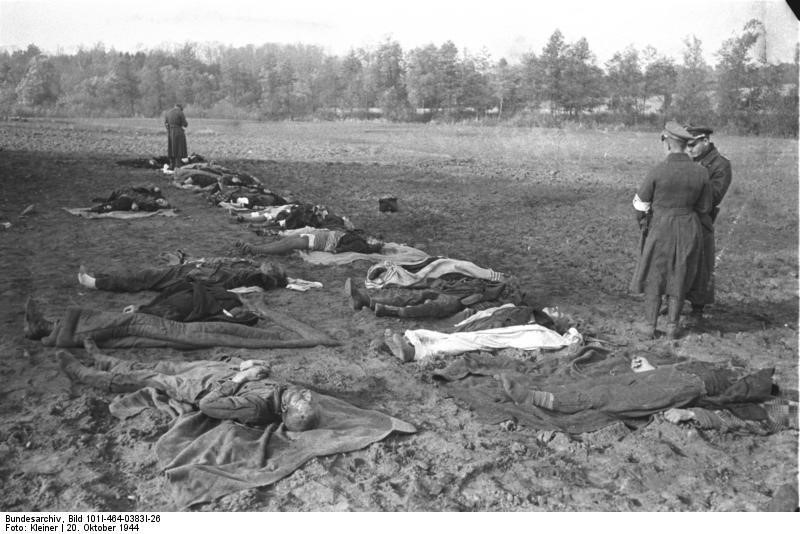 Bundesarchiv, Bild 101I-464-0383I-26
Foto: Kleiner | 20. Oktober 1944